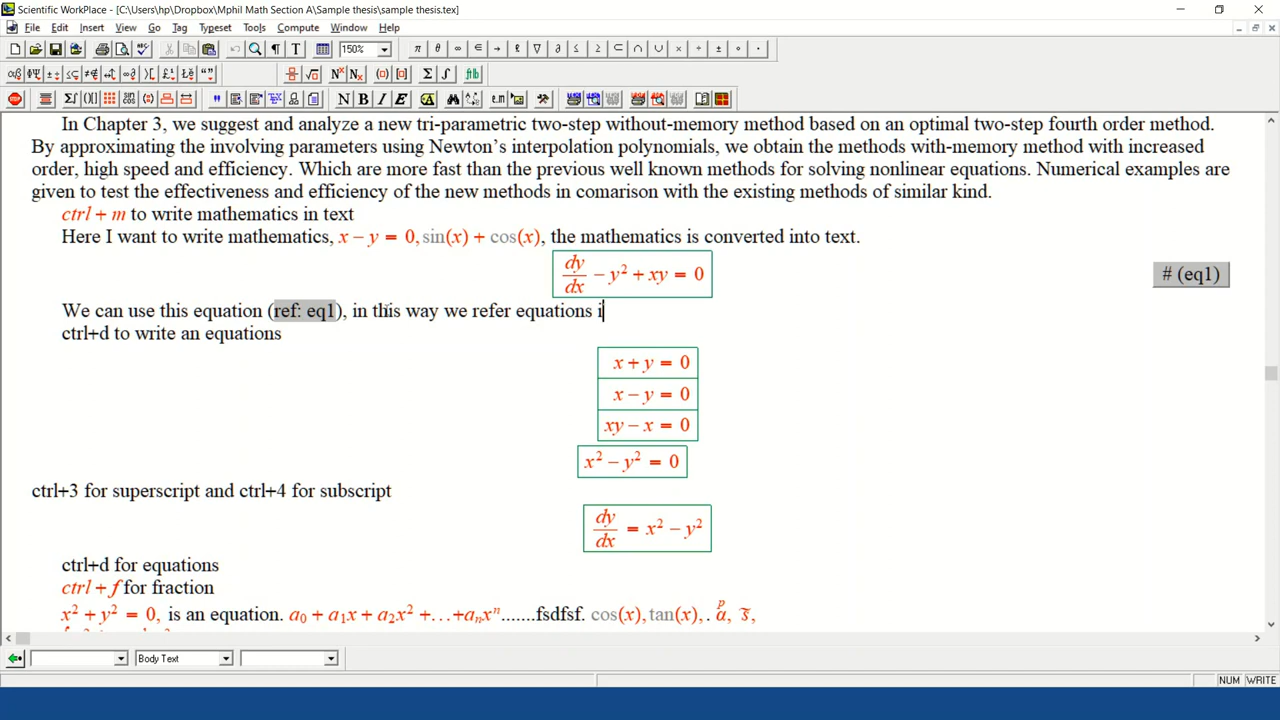 Scientific WorkPlace - [C:\Users\hp\Dropbox\Mphil Math Section A\Sample thesis\sample thesis.tex]
File Edit Insert View Go Tag Typeset Tools Compute Window Help
150%
In Chapter 3, we suggest and analyze a new tri-parametric two-step without-memory method based on an optimal two-step fourth order method.
By approximating the involving parameters using Newton's interpolation polynomials, we obtain the methods with-memory method with increased
order, high speed and efficiency. Which are more fast than the previous well known methods for solving nonlinear equations. Numerical examples are
given to test the effectiveness and efficiency of the new methods in comarison with the existing methods of similar kind.
ctrl + m to write mathematics in text
Here I want to write mathematics, x − y = 0, sin(x) + cos(x), the mathematics is converted into text.
dy/dx − y² + xy = 0 # (eq1)
We can use this equation (ref: eq1), in this way we refer equations i
ctrl+d to write an equations
x + y = 0
x − y = 0
xy − x = 0
x² − y² = 0
ctrl+3 for superscript and ctrl+4 for subscript
dy/dx = x² − y²
ctrl+d for equations
ctrl + f for fraction
x² + y² = 0, is an equation. a₀ + a₁x + a₂x² +…+aₙxⁿ.......fsdfsf. cos(x), tan(x),.
Body Text
NUM WRITE